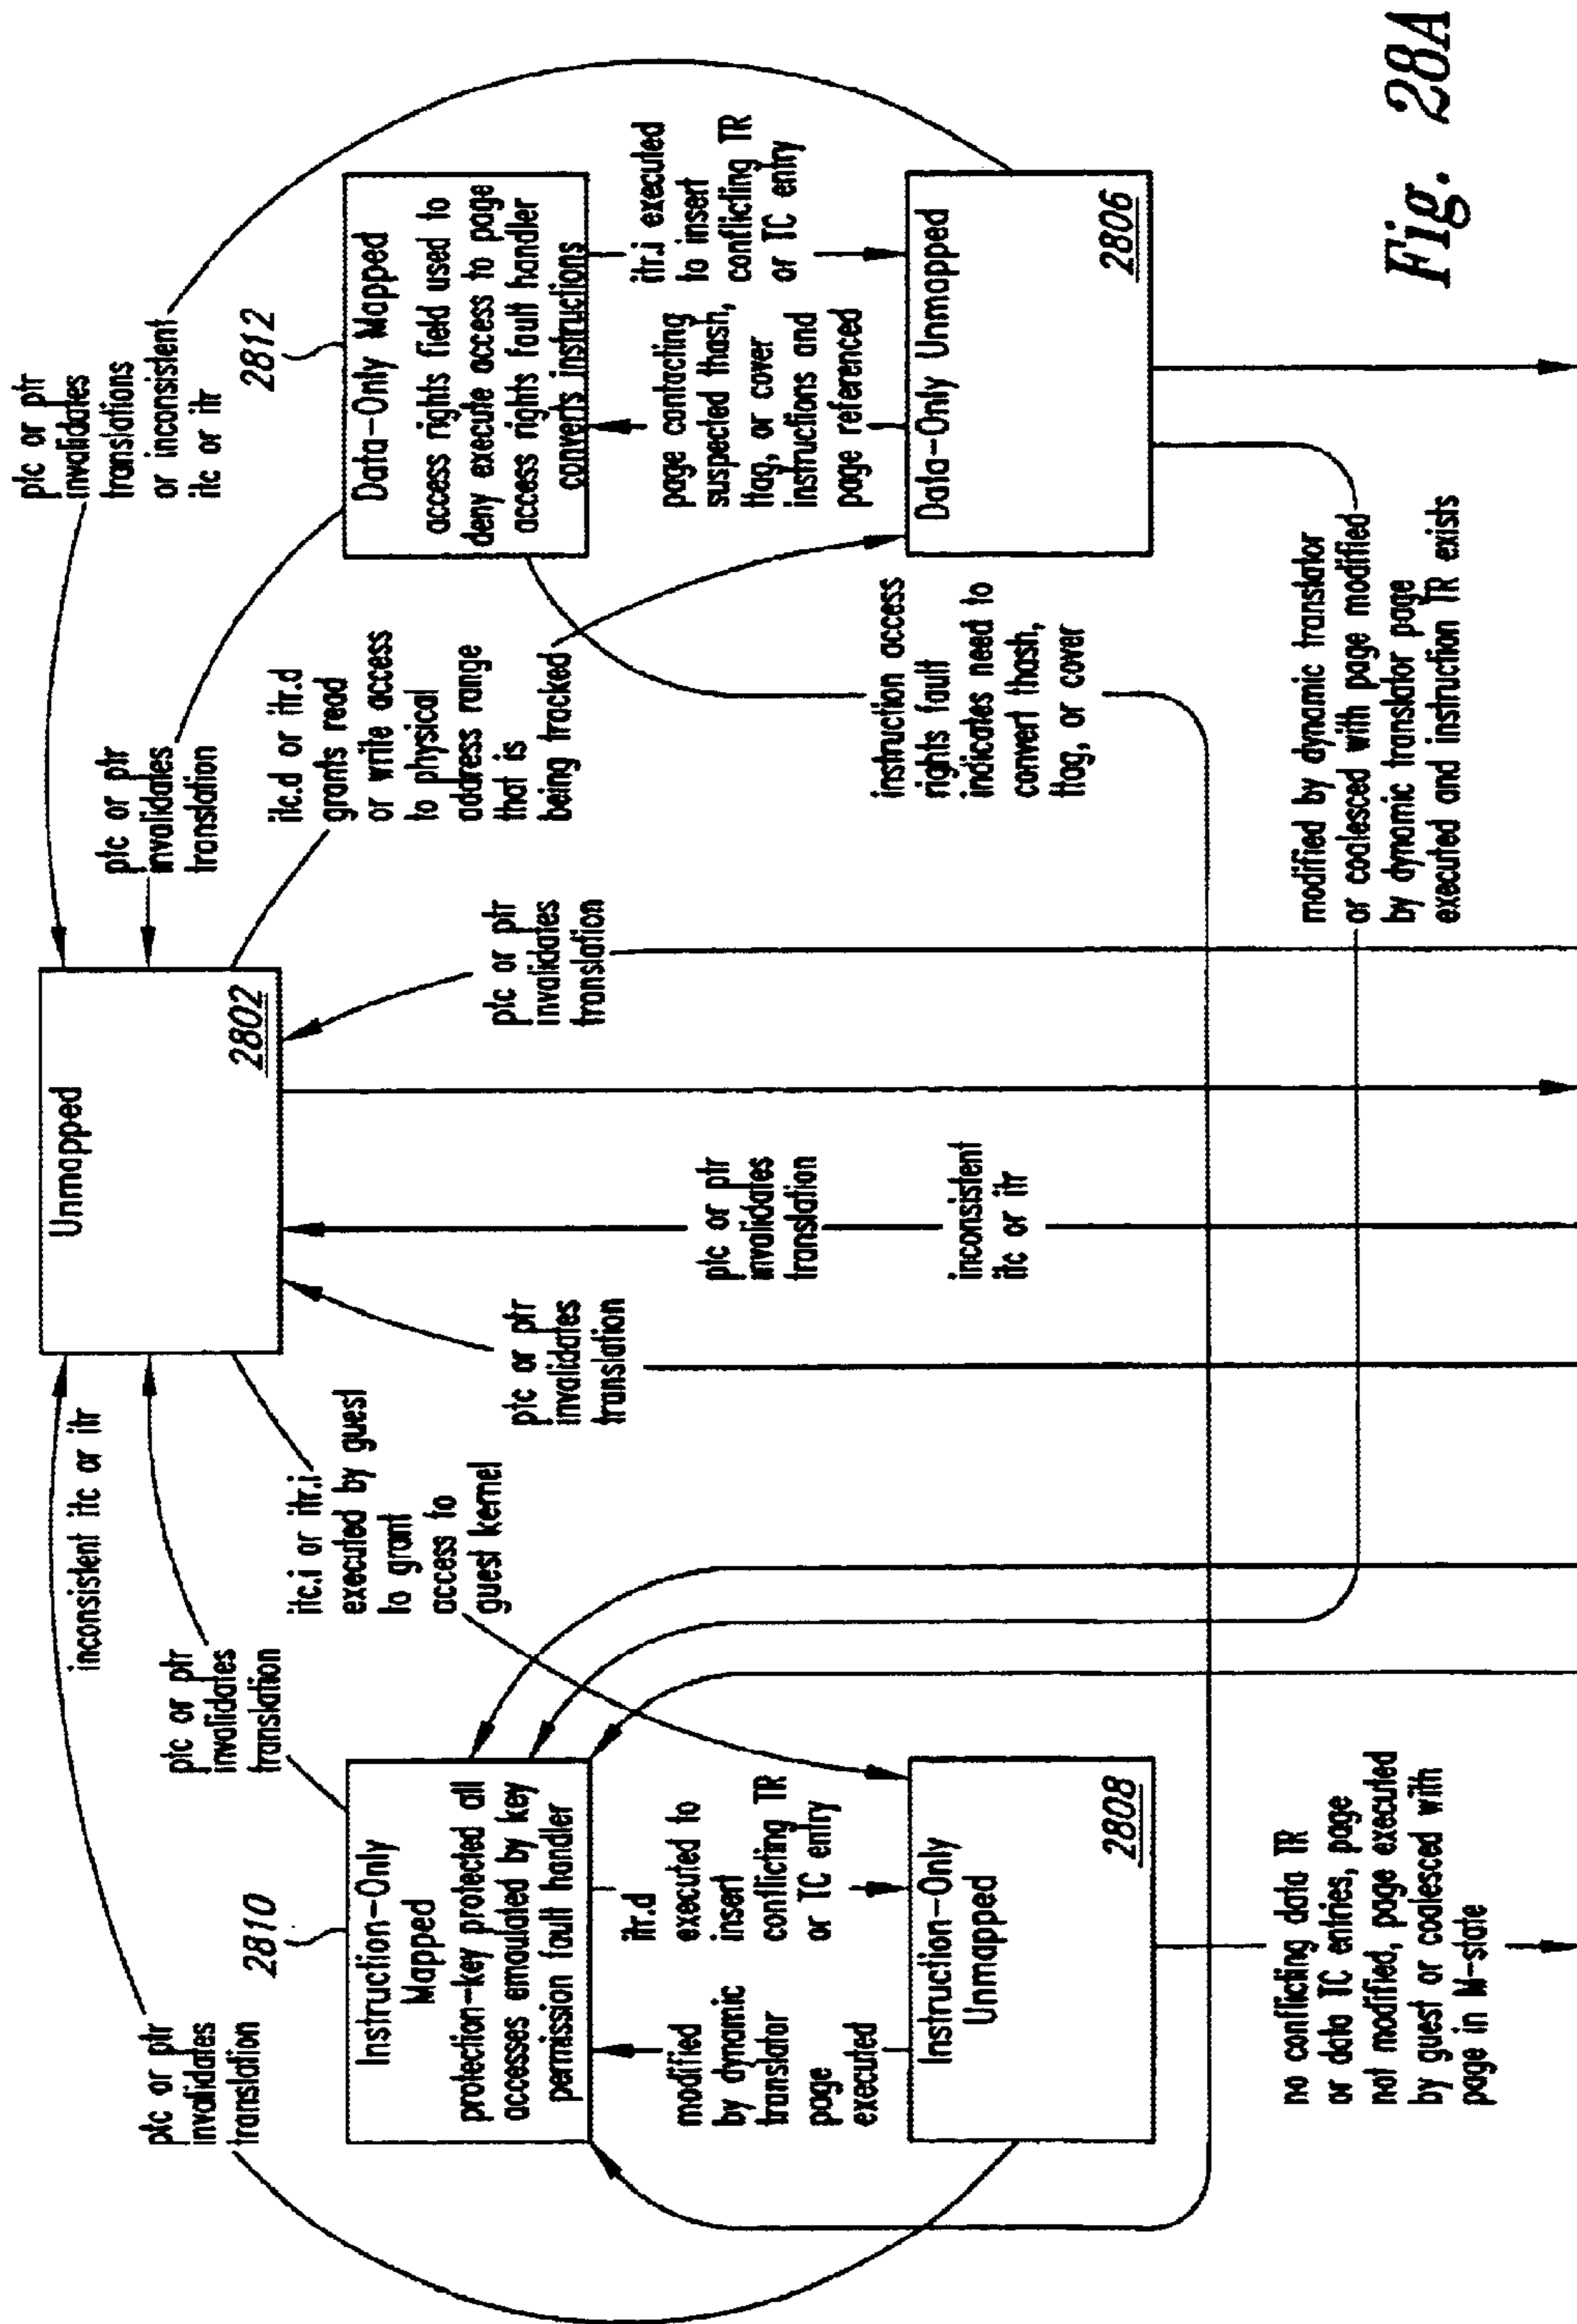 Unmapped
2802
ptc or ptr
invalidates
translations
or inconsistent
itc or itr
ptc or ptr
invalidates
translation
inconsistent itc or itr
ptc or ptr
invalidates
translation
ptc or ptr
invalidates
translation
2810
Instruction-Only
Mapped
protection-key protected all
accesses emaulated by key
permission fault handler
itc.i or itr.i
executed by guest
to grant
access to
guest kernel
itc.d or itr.d
grants read
or write access
to physical
address range
that is
being tracked
2812
Data-Only Mapped
access rights field used to
deny execute access to page
access rights fault handler
converts instructions
ptc or ptr
invalidates
translation
ptc or ptr
invalidates
translation
inconsistent
itc or itr
ptc or ptr
invalidates
translation
modified
by dynamic
translator
page
executed
itr.d
executed to
insert
conflicting TR
or TC entry
page contacting
suspected thash,
ttag, or cover
instructions and
page referenced
itr.i executed
to insert
conflicting TR
or TC entry
Instruction-Only
Unmapped
2808
instruction access
rights fault
indicates need to
convert thash,
ttag, or cover
Data-Only Unmapped
2806
no conflicting data TR
or data TC entries, page
not modified, page executed
by guest or coalesced with
page in M-state
modified by dynamic translator
or coalesced with page modified
by dynamic translator page
executed and instruction TR exists
Fig. 28A